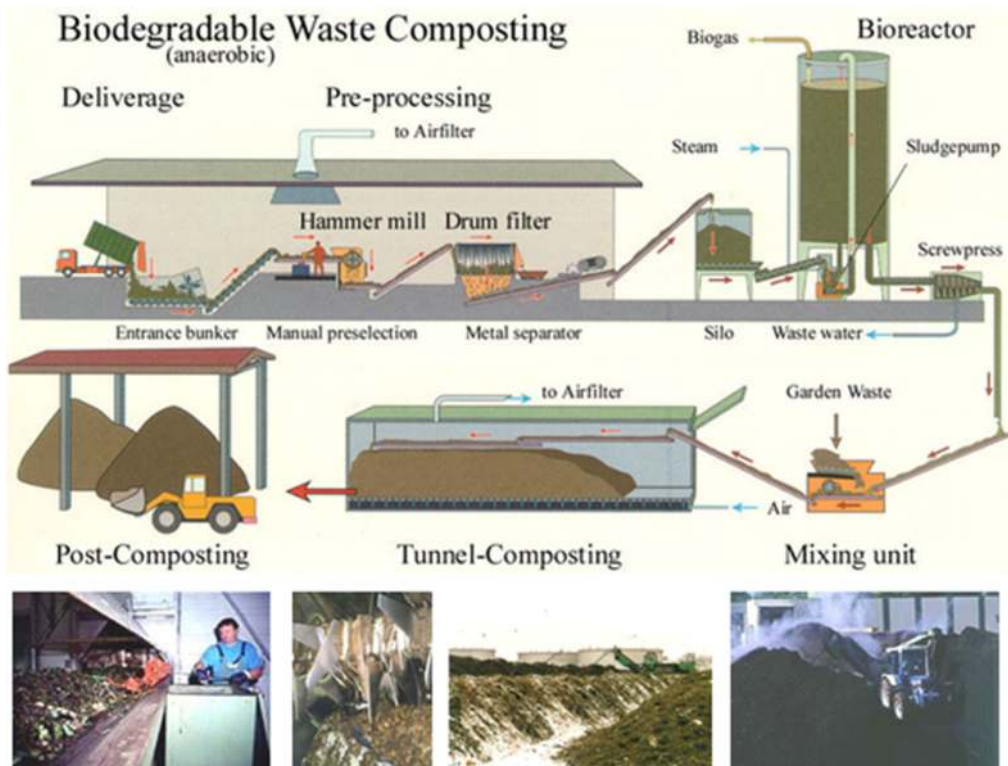 Biodegradable Waste Composting
(anaerobic)
Biogas
Bioreactor
Deliverage
Pre-processing
to Airfilter
Steam
Sludgepump
Hammer mill
Drum filter
Screwpress
Entrance bunker
Manual preselection
Metal separator
Silo
Waste water
to Airfilter
Garden Waste
Air
Post-Composting
Tunnel-Composting
Mixing unit